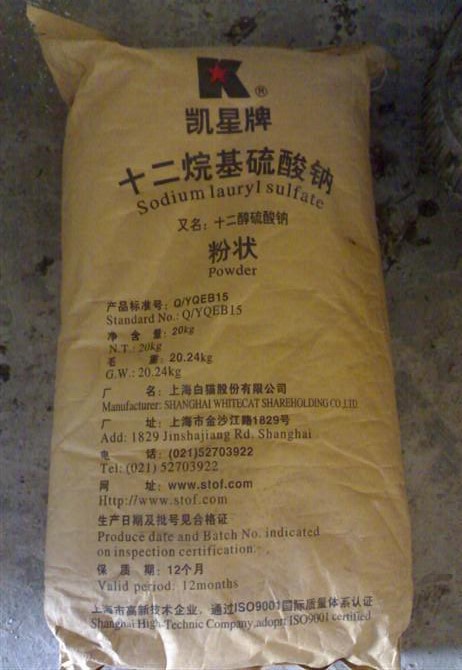 K ®
凯星牌
十二烷基硫酸钠
Sodium lauryl sulfate
又名：十二醇硫酸钠
粉状
Powder
产品标准号：Q/YQEB15
Standard No.: Q/YQEB15
净 含 量：20kg
N.T.: 20kg
毛 重：20.24kg
G.W.: 20.24kg
厂 名：上海白猫股份有限公司
Manufacturer: SHANGHAI WHITECAT SHAREHOLDING CO.,LTD
厂 址：上海市金沙江路1829号
Add: 1829 Jinshajiang Rd. Shanghai
电 话：(021)52703922
Tel: (021) 52703922
网 址：www.stof.com
Http://www.stof.com
生产日期及批号见合格证
Produce date and Batch No. indicated
on inspection certification.
保 质 期：12个月
Valid period: 12months
上海市高新技术企业，通过ISO9001国际质量体系认证
Shanghai High-Technic Company,adopti ISO9001 certified